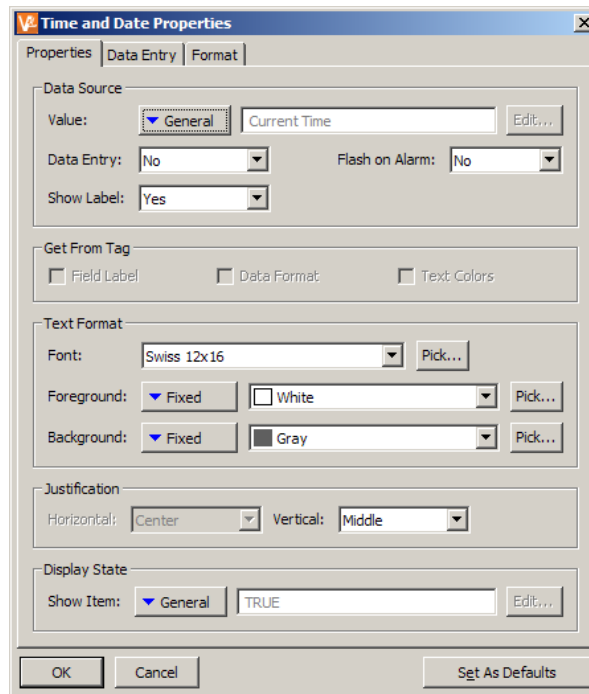 Time and Date Properties
Properties Data Entry Format
Data Source
Value: General Current Time Edit...
Data Entry: No Flash on Alarm: No
Show Label: Yes
Get From Tag
Field Label Data Format Text Colors
Text Format
Font: Swiss 12x16 Pick...
Foreground: Fixed White Pick...
Background: Fixed Gray Pick...
Justification
Horizontal: Center Vertical: Middle
Display State
Show Item: General TRUE Edit...
OK Cancel Set As Defaults